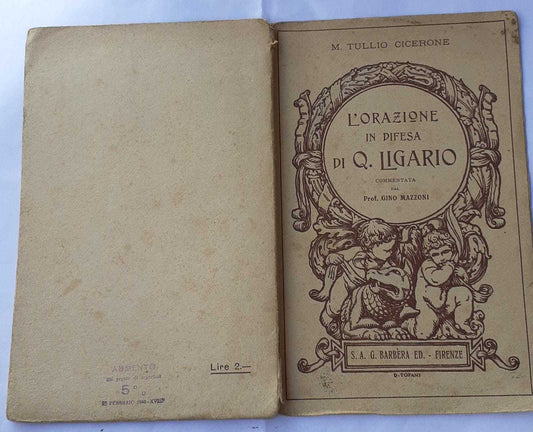 M. TULLIO CICERONE
L'ORAZIONE
IN DIFESA
DI Q. LIGARIO
COMMENTATA
DAL
Prof. GINO MAZZONI
S. A. G. BARBÈRA ED. - FIRENZE
D. TOFANI
Lire 2.—
AUMENTO
5